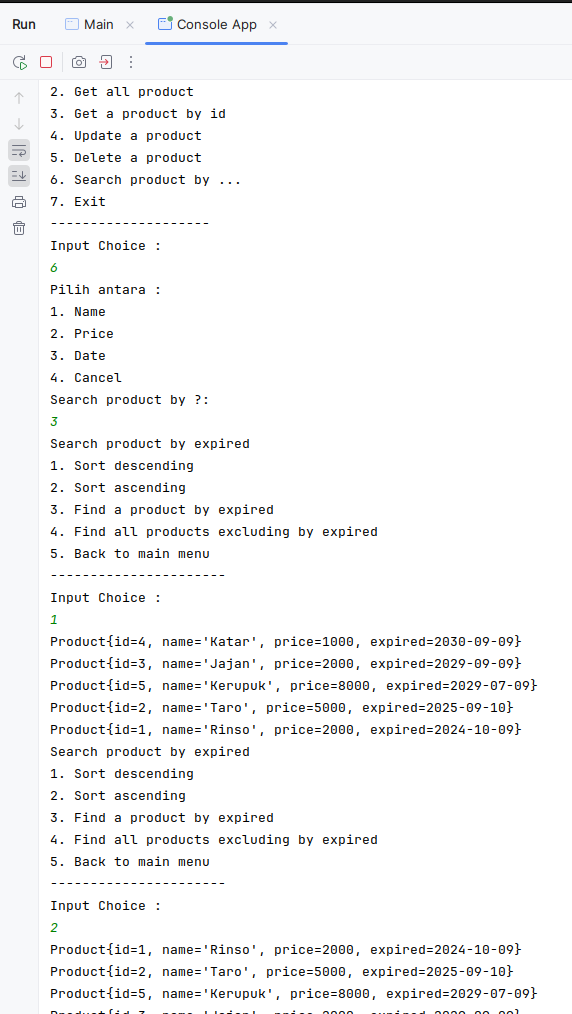 Run Main Console App
2. Get all product
3. Get a product by id
4. Update a product
5. Delete a product
6. Search product by ...
7. Exit
--------------------
Input Choice :
6
Pilih antara :
1. Name
2. Price
3. Date
4. Cancel
Search product by ?:
3
Search product by expired
1. Sort descending
2. Sort ascending
3. Find a product by expired
4. Find all products excluding by expired
5. Back to main menu
----------------------
Input Choice :
1
Product{id=4, name='Katar', price=1000, expired=2030-09-09}
Product{id=3, name='Jajan', price=2000, expired=2029-09-09}
Product{id=5, name='Kerupuk', price=8000, expired=2029-07-09}
Product{id=2, name='Taro', price=5000, expired=2025-09-10}
Product{id=1, name='Rinso', price=2000, expired=2024-10-09}
Search product by expired
1. Sort descending
2. Sort ascending
3. Find a product by expired
4. Find all products excluding by expired
5. Back to main menu
----------------------
Input Choice :
2
Product{id=1, name='Rinso', price=2000, expired=2024-10-09}
Product{id=2, name='Taro', price=5000, expired=2025-09-10}
Product{id=5, name='Kerupuk', price=8000, expired=2029-07-09}